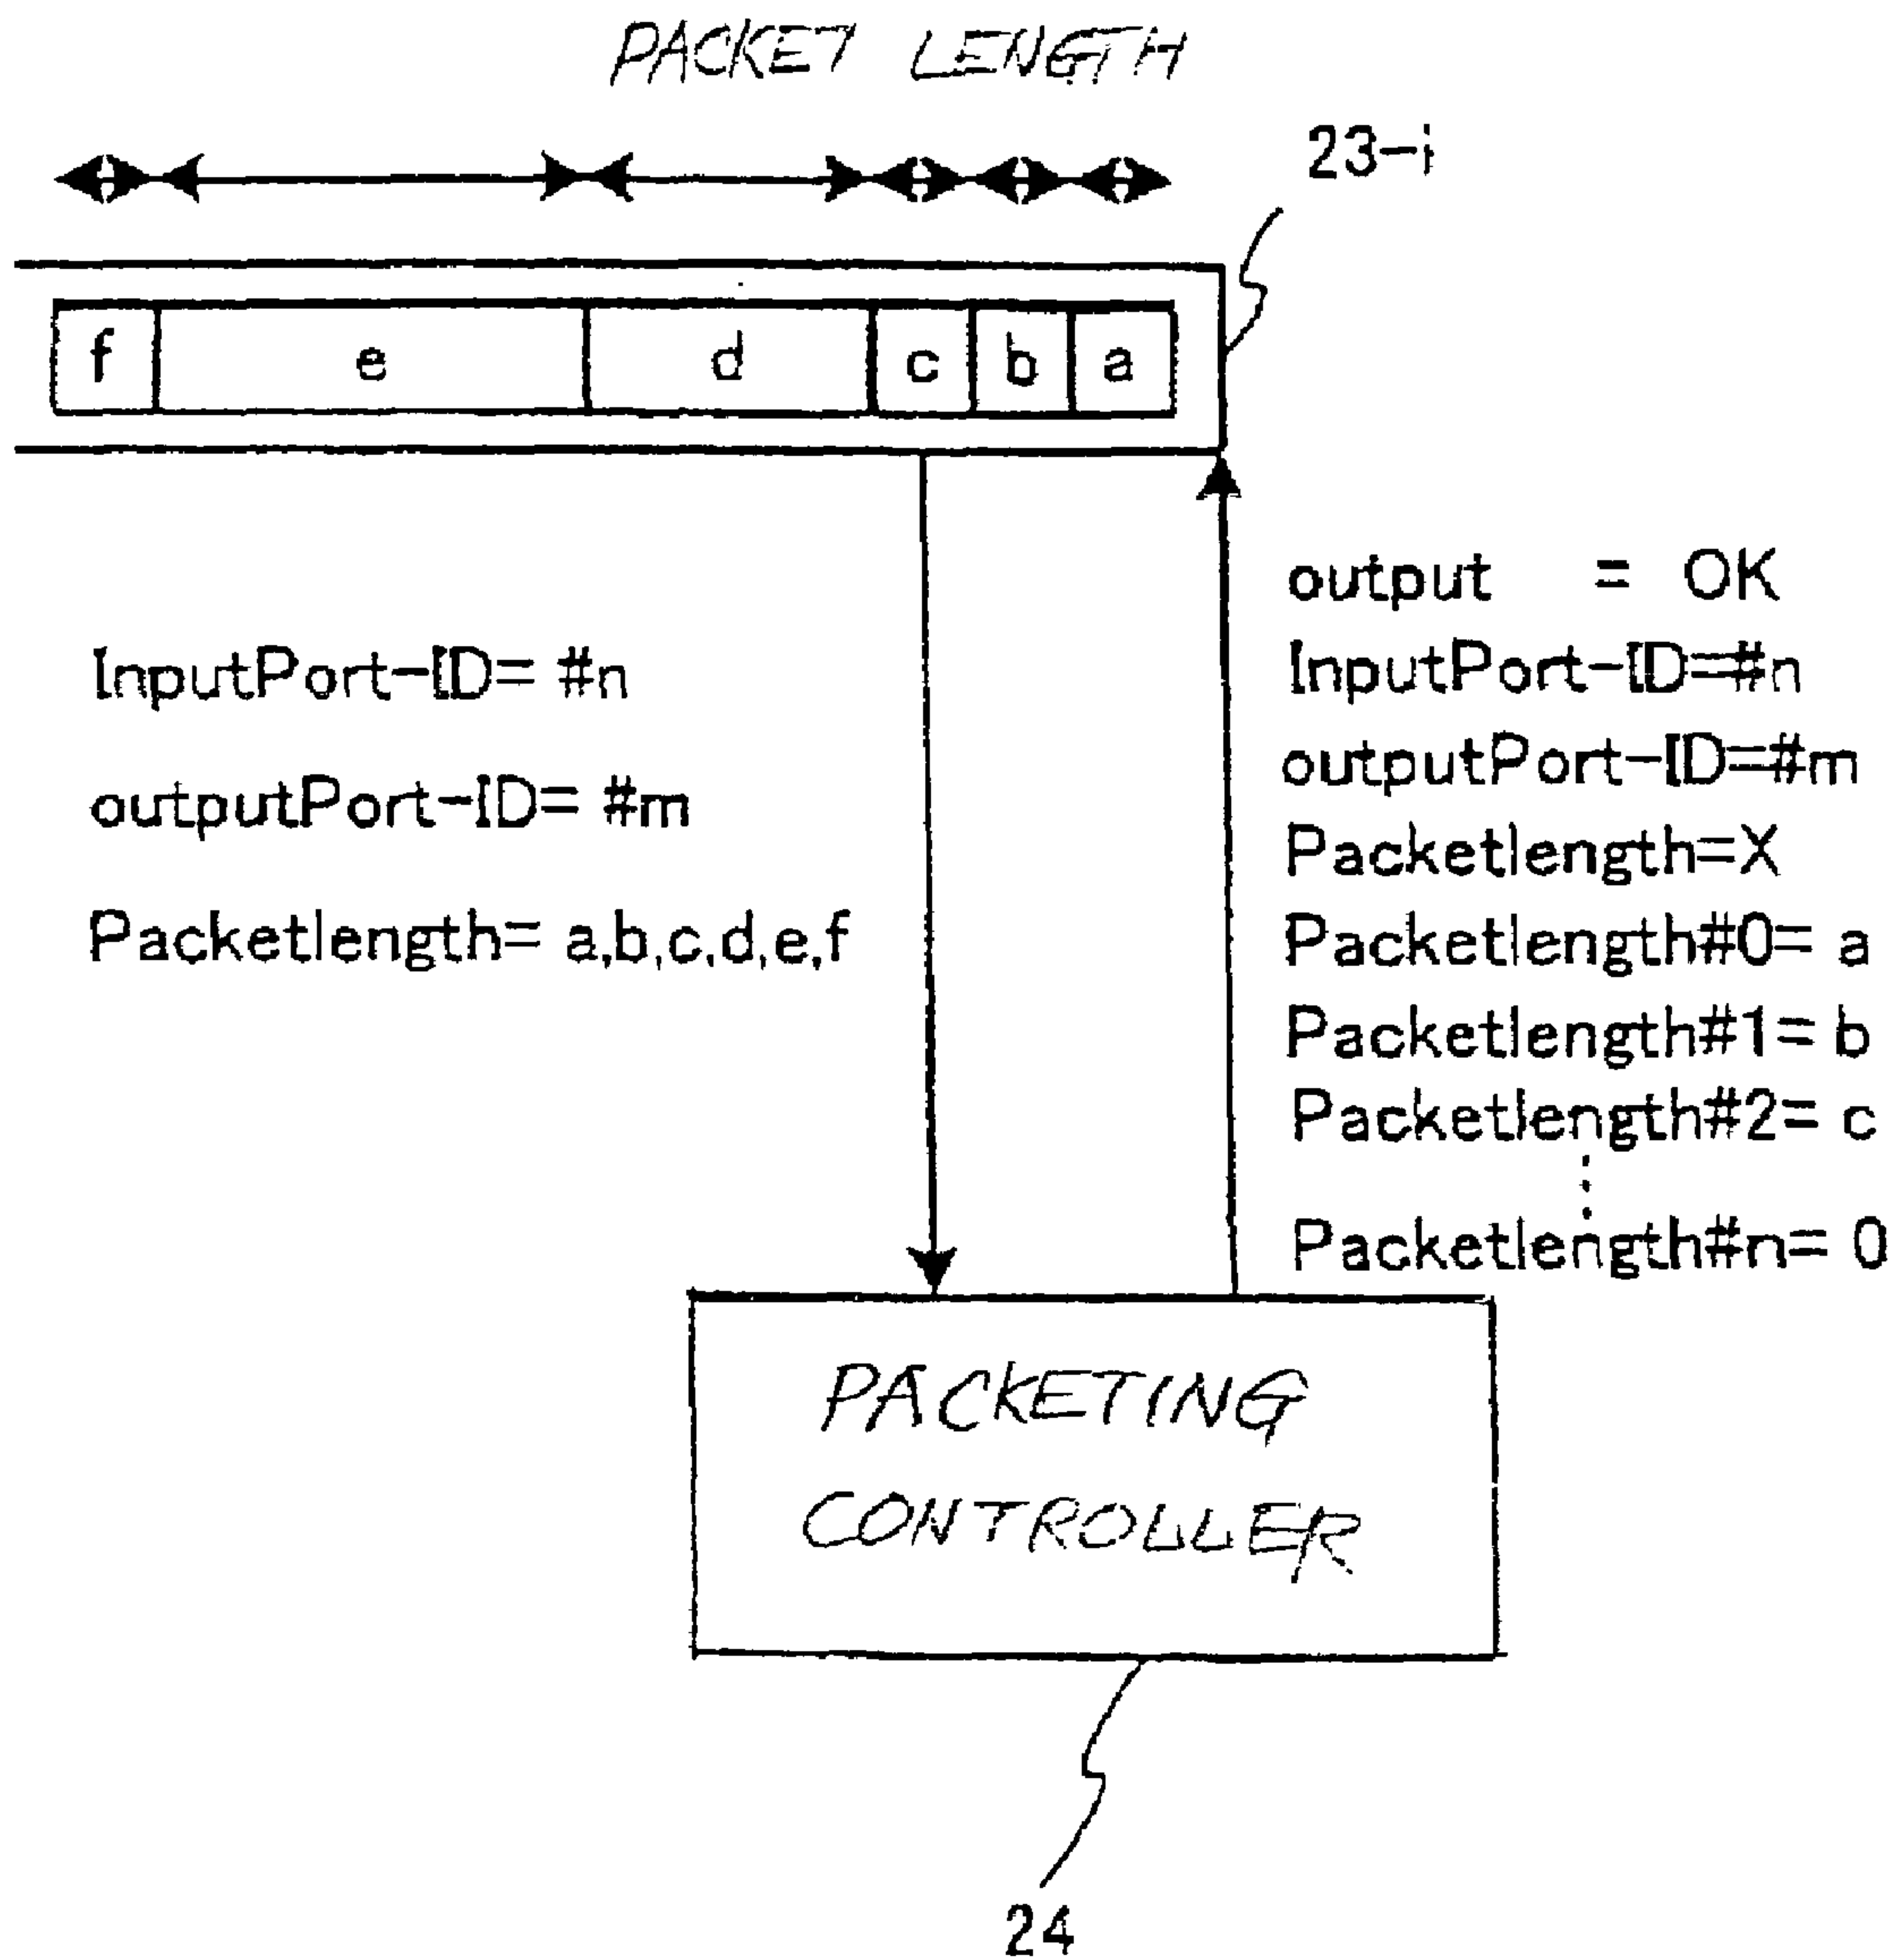 PACKET LENGTH
23-i
f e d c b a
InputPort-ID= #n
outputPort-ID= #m
Packetlength= a,b,c,d,e,f
output = OK
InputPort-ID=#n
outputPort-ID=#m
Packetlength=X
Packetlength#0= a
Packetlength#1= b
Packetlength#2= c
⋮
Packetlength#n= 0
PACKETING
CONTROLLER
24